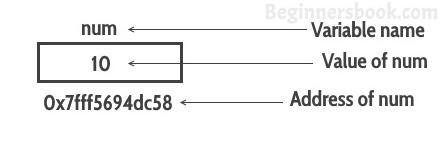 Beginnersbook.com
num Variable name
10 Value of num
0x7fff5694dc58 Address of num